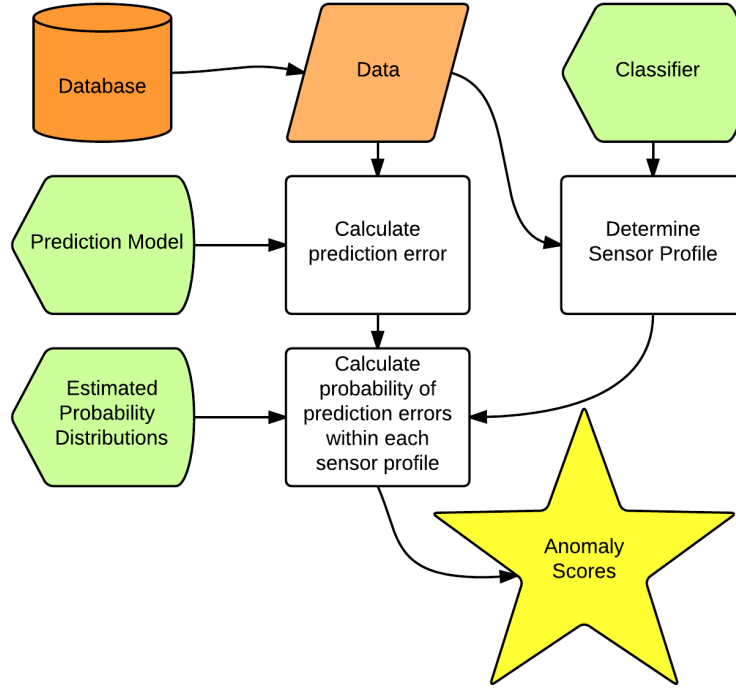 Database
Data
Classifier
Prediction Model
Calculate
prediction error
Determine
Sensor Profile
Estimated
Probability
Distributions
Calculate
probability of
prediction errors
within each
sensor profile
Anomaly
Scores